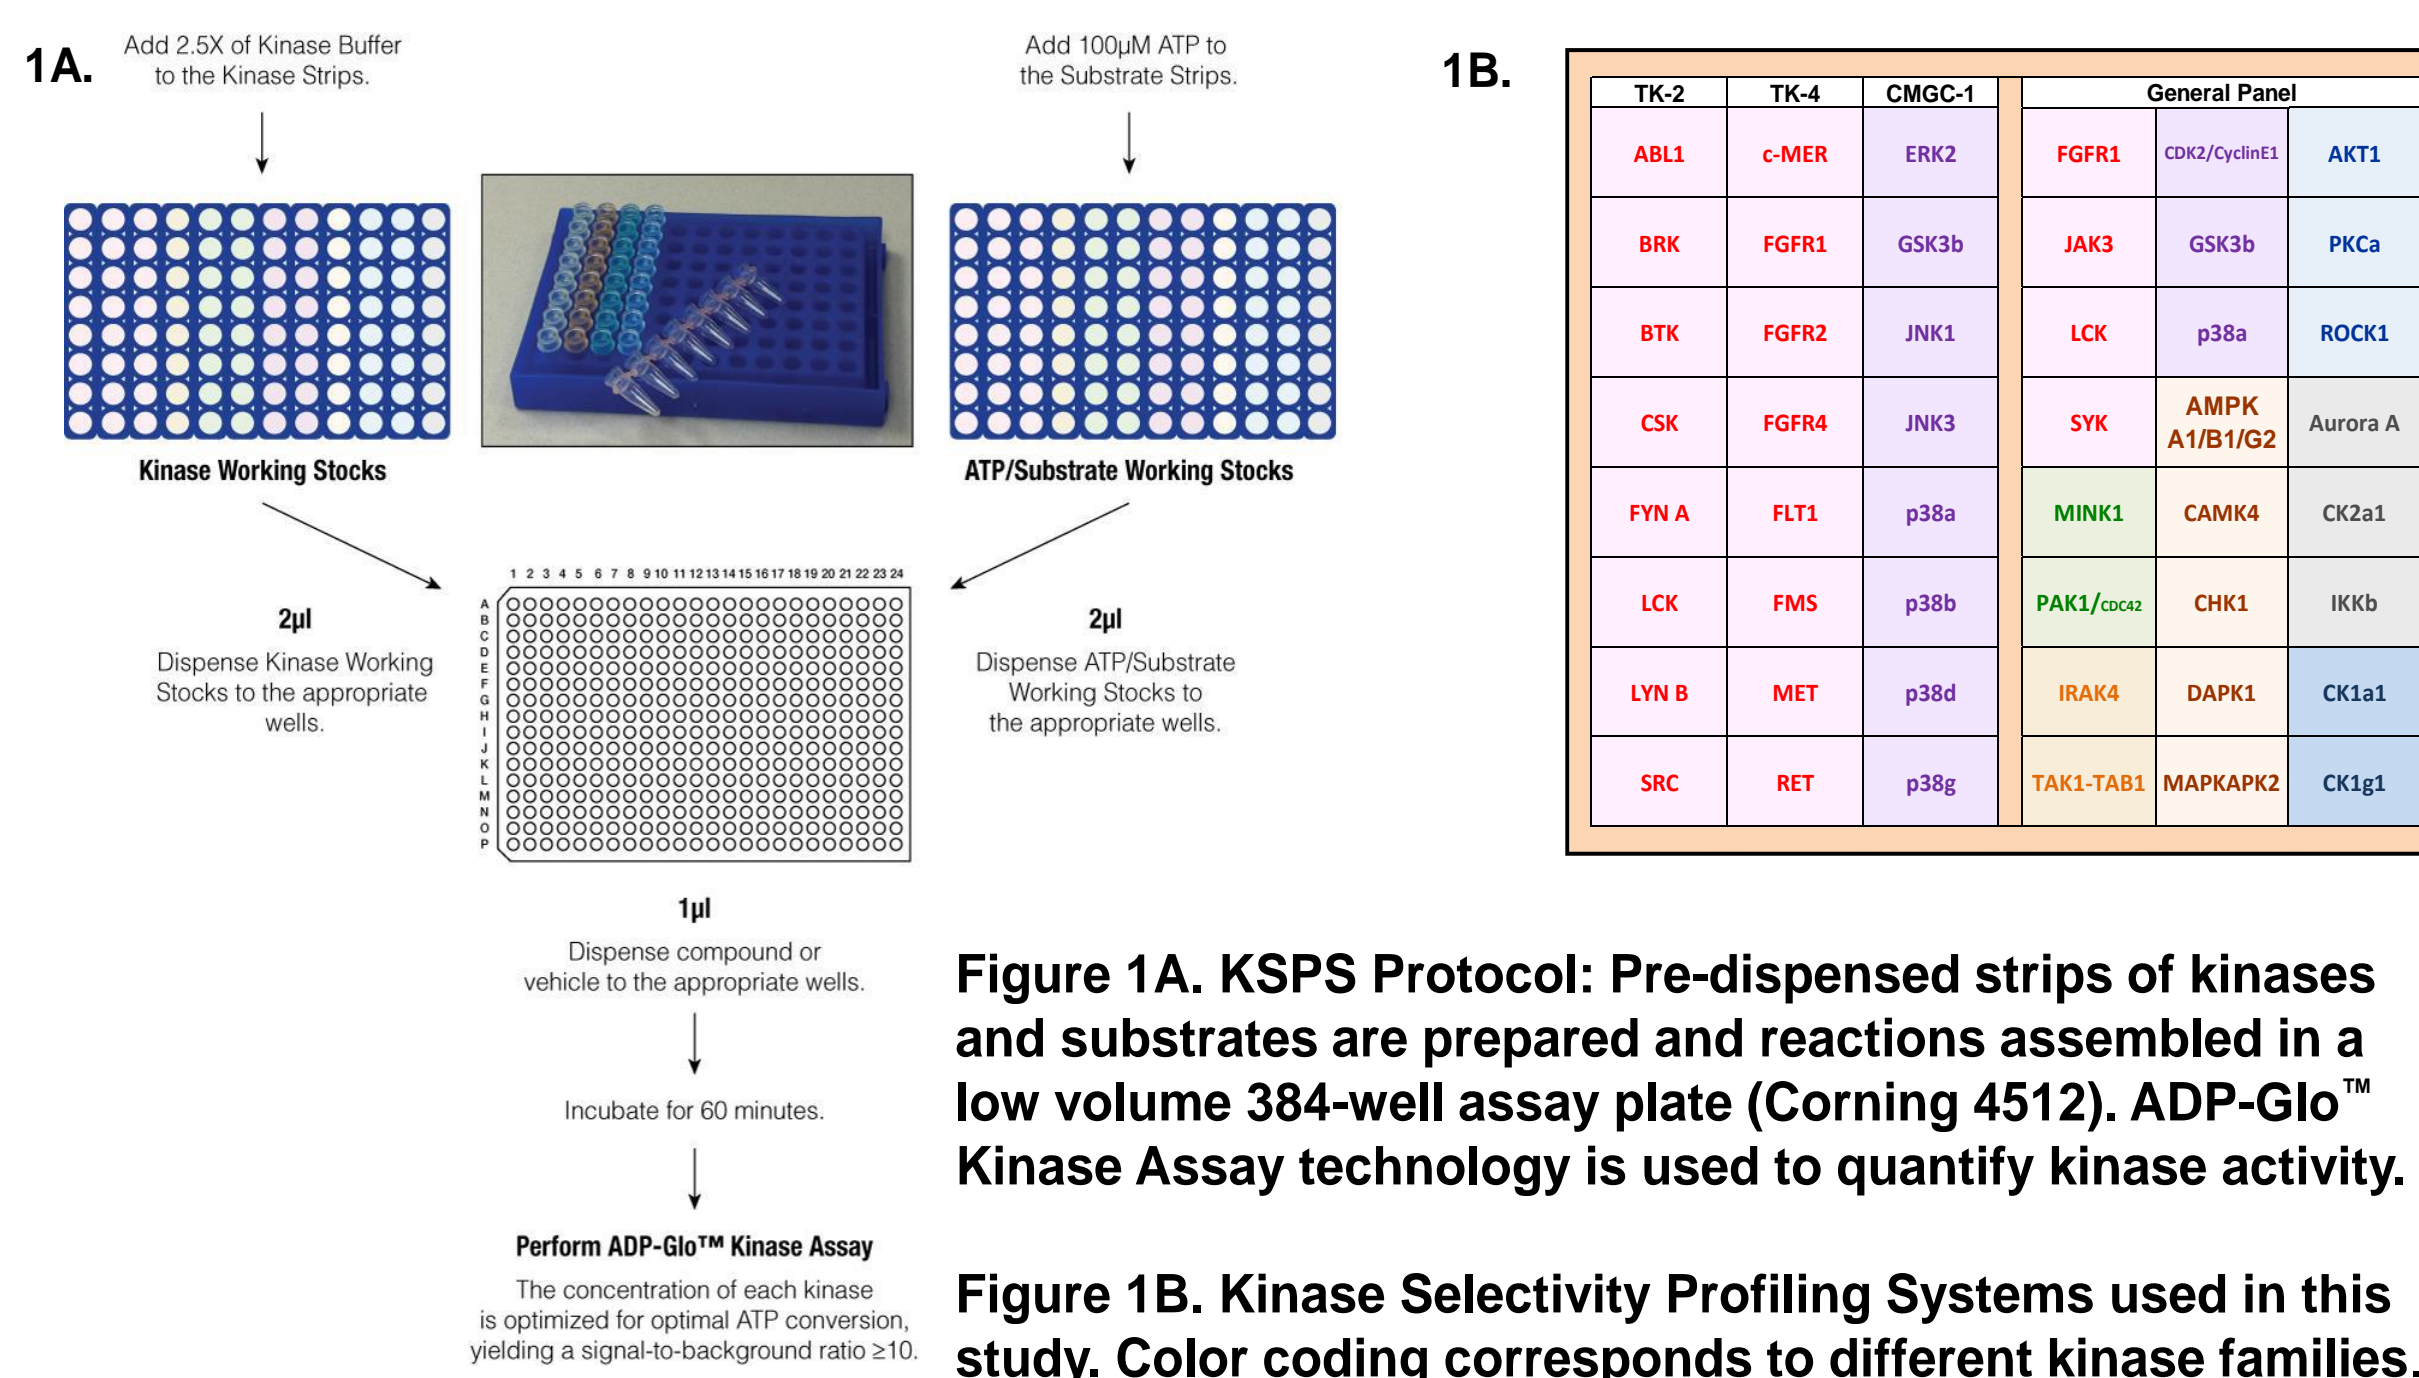 1A.
Add 2.5X of Kinase Buffer
to the Kinase Strips.
Add 100µM ATP to
the Substrate Strips.
Kinase Working Stocks
ATP/Substrate Working Stocks
2µl
Dispense Kinase Working
Stocks to the appropriate
wells.
1 2 3 4 5 6 7 8 9 10 11 12 13 14 15 16 17 18 19 20 21 22 23 24
A
B
C
D
E
F
G
H
I
J
K
L
M
N
O
P
2µl
Dispense ATP/Substrate
Working Stocks to
the appropriate wells.
1µl
Dispense compound or
vehicle to the appropriate wells.
Incubate for 60 minutes.
Perform ADP-Glo™ Kinase Assay
The concentration of each kinase
is optimized for optimal ATP conversion,
yielding a signal-to-background ratio ≥10.
1B.
TK-2 TK-4 CMGC-1 General Panel
ABL1 c-MER ERK2 FGFR1 CDK2/CyclinE1 AKT1
BRK FGFR1 GSK3b JAK3 GSK3b PKCa
BTK FGFR2 JNK1 LCK p38a ROCK1
CSK FGFR4 JNK3 SYK AMPK A1/B1/G2 Aurora A
FYN A FLT1 p38a MINK1 CAMK4 CK2a1
LCK FMS p38b PAK1/CDC42 CHK1 IKKb
LYN B MET p38d IRAK4 DAPK1 CK1a1
SRC RET p38g TAK1-TAB1 MAPKAPK2 CK1g1
Figure 1A. KSPS Protocol: Pre-dispensed strips of kinases
and substrates are prepared and reactions assembled in a
low volume 384-well assay plate (Corning 4512). ADP-Glo™
Kinase Assay technology is used to quantify kinase activity.
Figure 1B. Kinase Selectivity Profiling Systems used in this
study. Color coding corresponds to different kinase families.